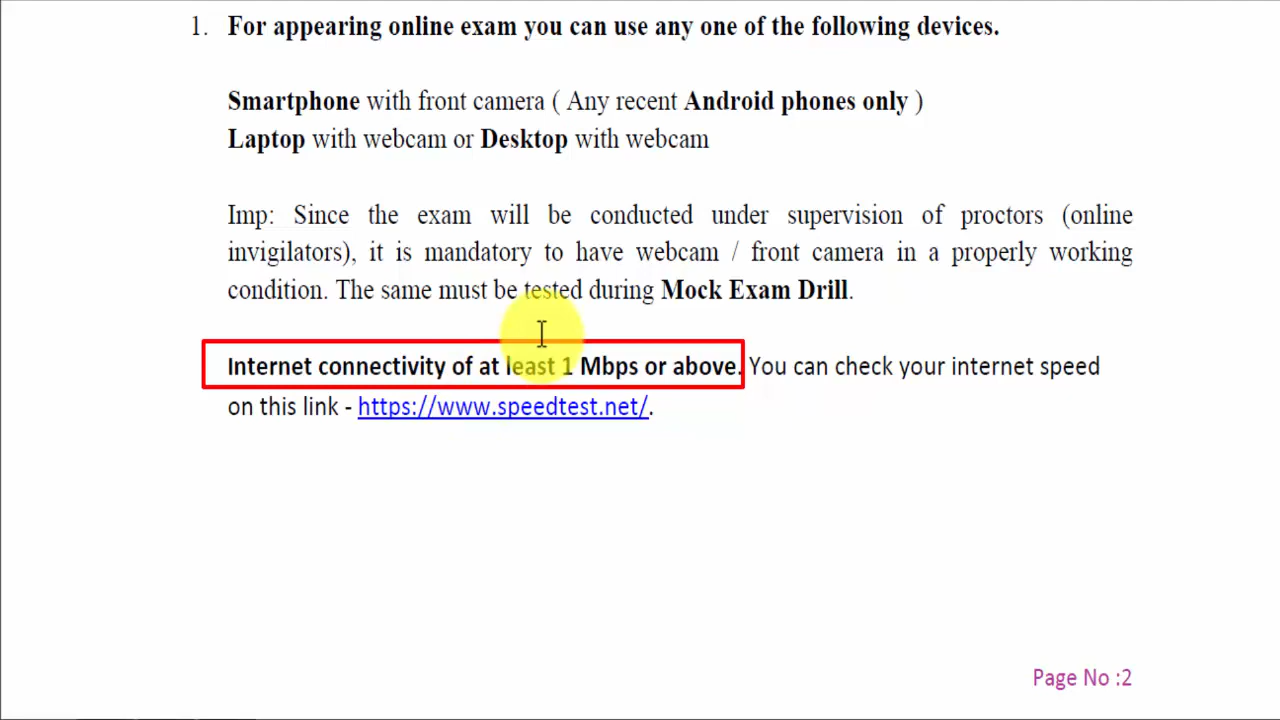 1. For appearing online exam you can use any one of the following devices.
Smartphone with front camera ( Any recent Android phones only )
Laptop with webcam or Desktop with webcam
Imp: Since the exam will be conducted under supervision of proctors (online
invigilators), it is mandatory to have webcam / front camera in a properly working
condition. The same must be tested during Mock Exam Drill.
Internet connectivity of at least 1 Mbps or above. You can check your internet speed
on this link - https://www.speedtest.net/.
Page No :2